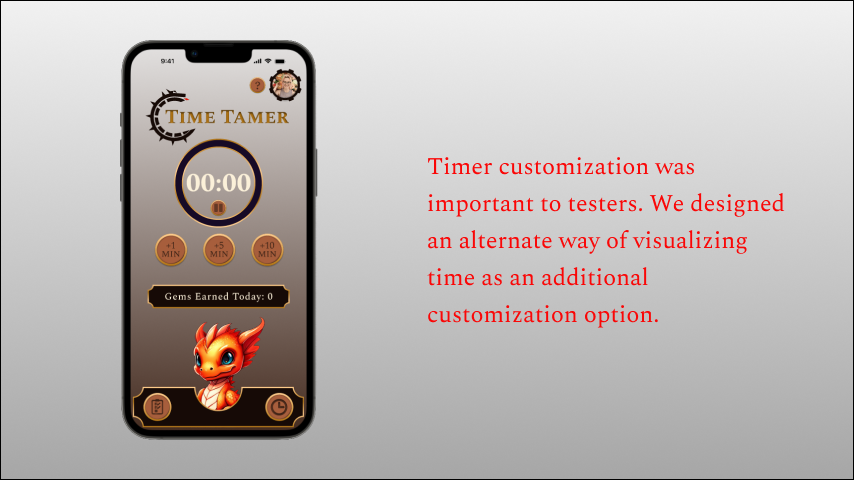 9:41
?
TIME TAMER
00:00
+1 MIN
+5 MIN
+10 MIN
Gems Earned Today: 0
Timer customization was
important to testers. We designed
an alternate way of visualizing
time as an additional
customization option.